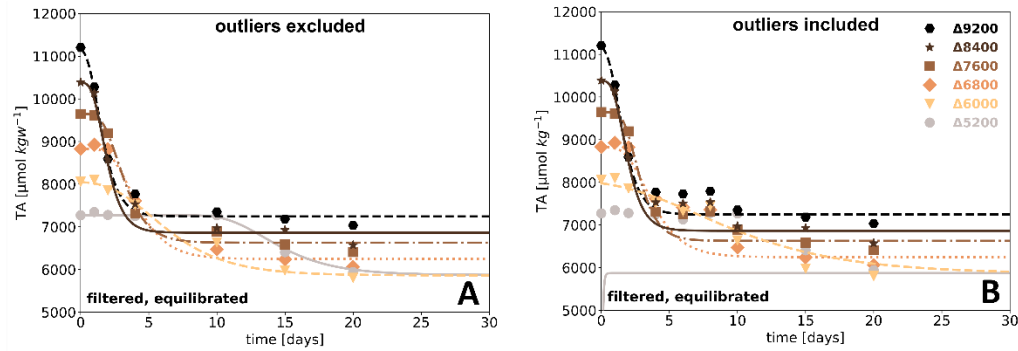 outliers excluded
12000
11000
10000
9000
8000
7000
6000
5000
TA [μmol kgw⁻¹]
filtered, equilibrated
A
0
5
10
15
20
25
30
time [days]
outliers included
12000
11000
10000
9000
8000
7000
6000
5000
TA [μmol kg⁻¹]
Δ9200
Δ8400
Δ7600
Δ6800
Δ6000
Δ5200
filtered, equilibrated
B
0
5
10
15
20
25
30
time [days]